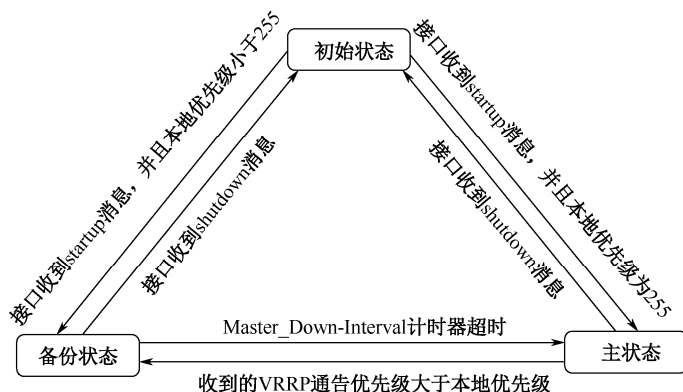 初始状态
接口收到startup消息，并且本地优先级小于255
接口收到shutdown消息
接口收到shutdown消息
接口收到startup消息，并且本地优先级为255
备份状态
Master_Down-Interval计时器超时
主状态
收到的VRRP通告优先级大于本地优先级